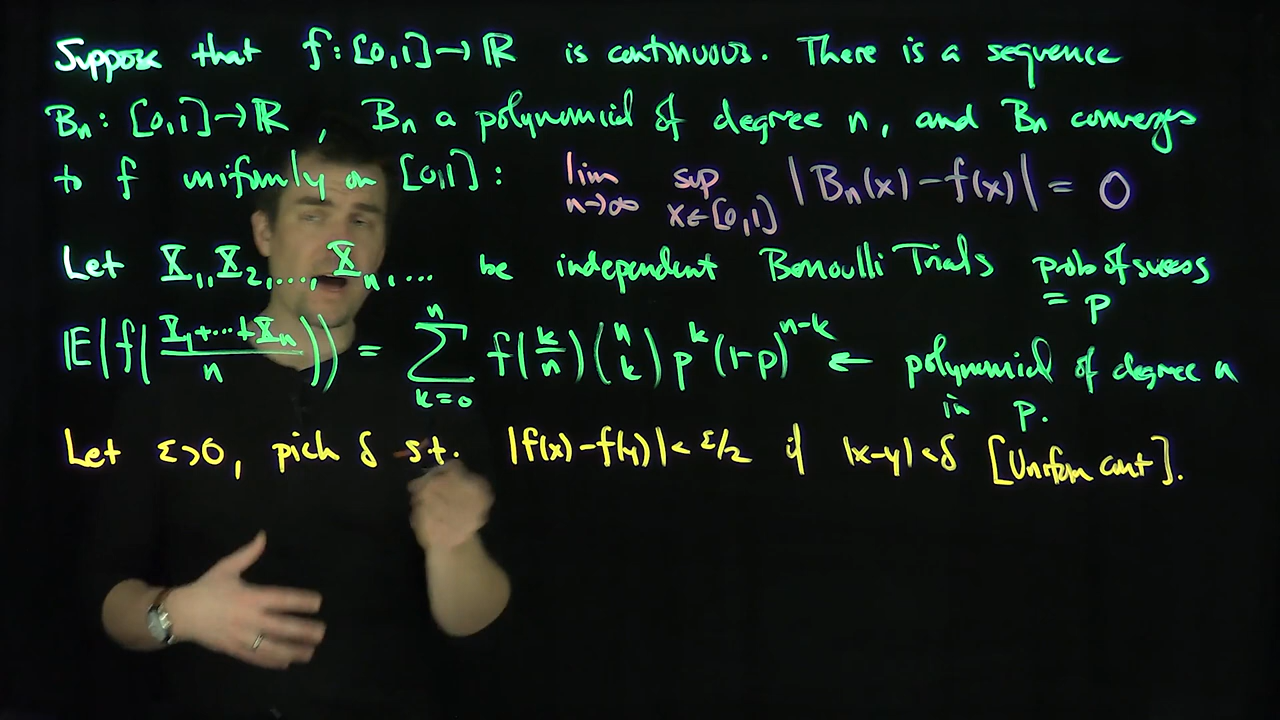 Suppose that f: [0,1] → ℝ is continuous. There is a sequence
Bn: [0,1] → ℝ, Bn a polynomial of degree n, and Bn converges
to f uniformly on [0,1]: lim n→∞ sup x∈[0,1] |Bn(x) − f(x)| = 0
Let X₁, X₂, ..., Xn, ... be independent Bernoulli Trials prob of success = p
𝔼(f((X₁+⋯+Xn)/n)) = Σ_{k=0}^{n} f(k/n) (n k) p^k (1−p)^{n−k} ← polynomial of degree n
in p.
Let ε>0, pick δ st. |f(x) − f(y)| < ε/2 if |x−y| < δ [Uniform cont].